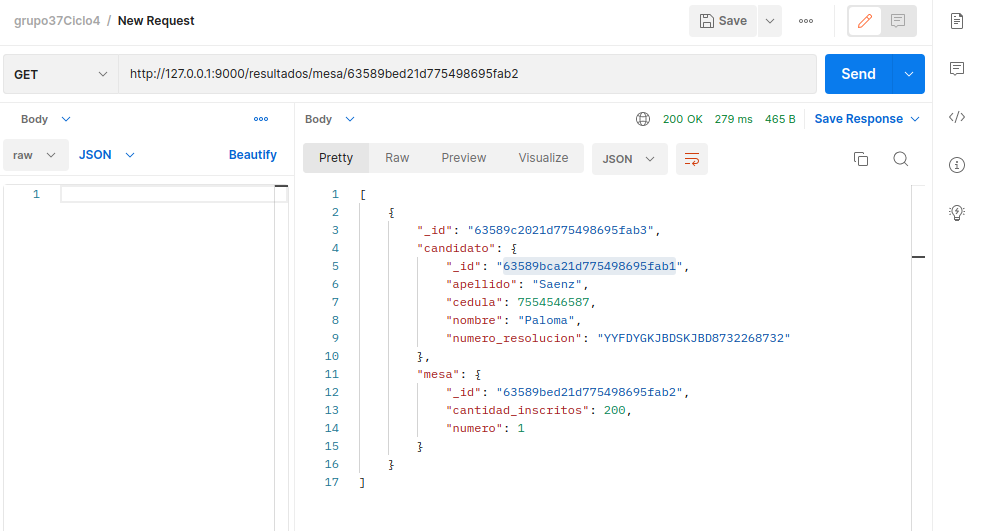 grupo37Ciclo4 / New Request
Save
GET
http://127.0.0.1:9000/resultados/mesa/63589bed21d775498695fab2
Send
Body
Body
200 OK 279 ms 465 B Save Response
raw JSON Beautify
Pretty Raw Preview Visualize JSON
1
1 [
2 {
3 "_id": "63589c2021d775498695fab3",
4 "candidato": {
5 "_id": "63589bca21d775498695fab1",
6 "apellido": "Saenz",
7 "cedula": 7554546587,
8 "nombre": "Paloma",
9 "numero_resolucion": "YYFDYGKJBDSKJBD8732268732"
10 },
11 "mesa": {
12 "_id": "63589bed21d775498695fab2",
13 "cantidad_inscritos": 200,
14 "numero": 1
15 }
16 }
17 ]